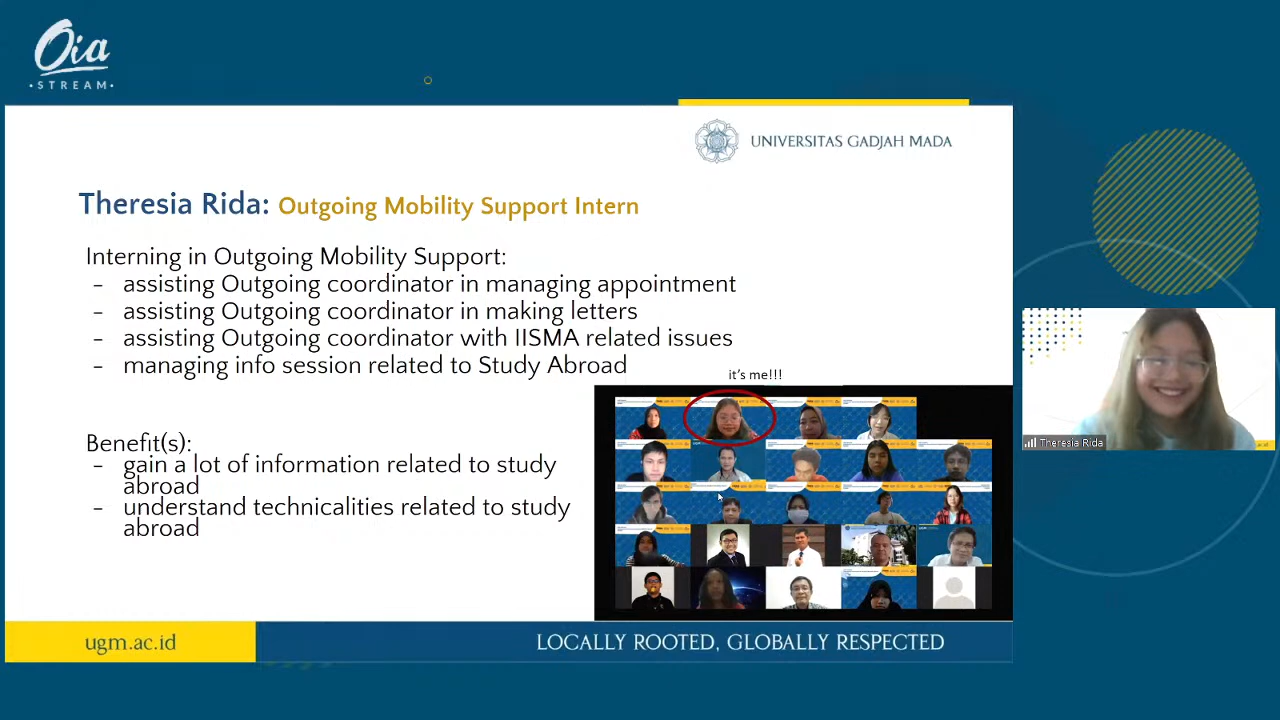 Oia
•STREAM•
UNIVERSITAS GADJAH MADA
Theresia Rida: Outgoing Mobility Support Intern
Interning in Outgoing Mobility Support:
- assisting Outgoing coordinator in managing appointment
- assisting Outgoing coordinator in making letters
- assisting Outgoing coordinator with IISMA related issues
- managing info session related to Study Abroad
it's me!!!
Benefit(s):
- gain a lot of information related to study
abroad
- understand technicalities related to study
abroad
Theresia Rida
ugm.ac.id
LOCALLY ROOTED, GLOBALLY RESPECTED